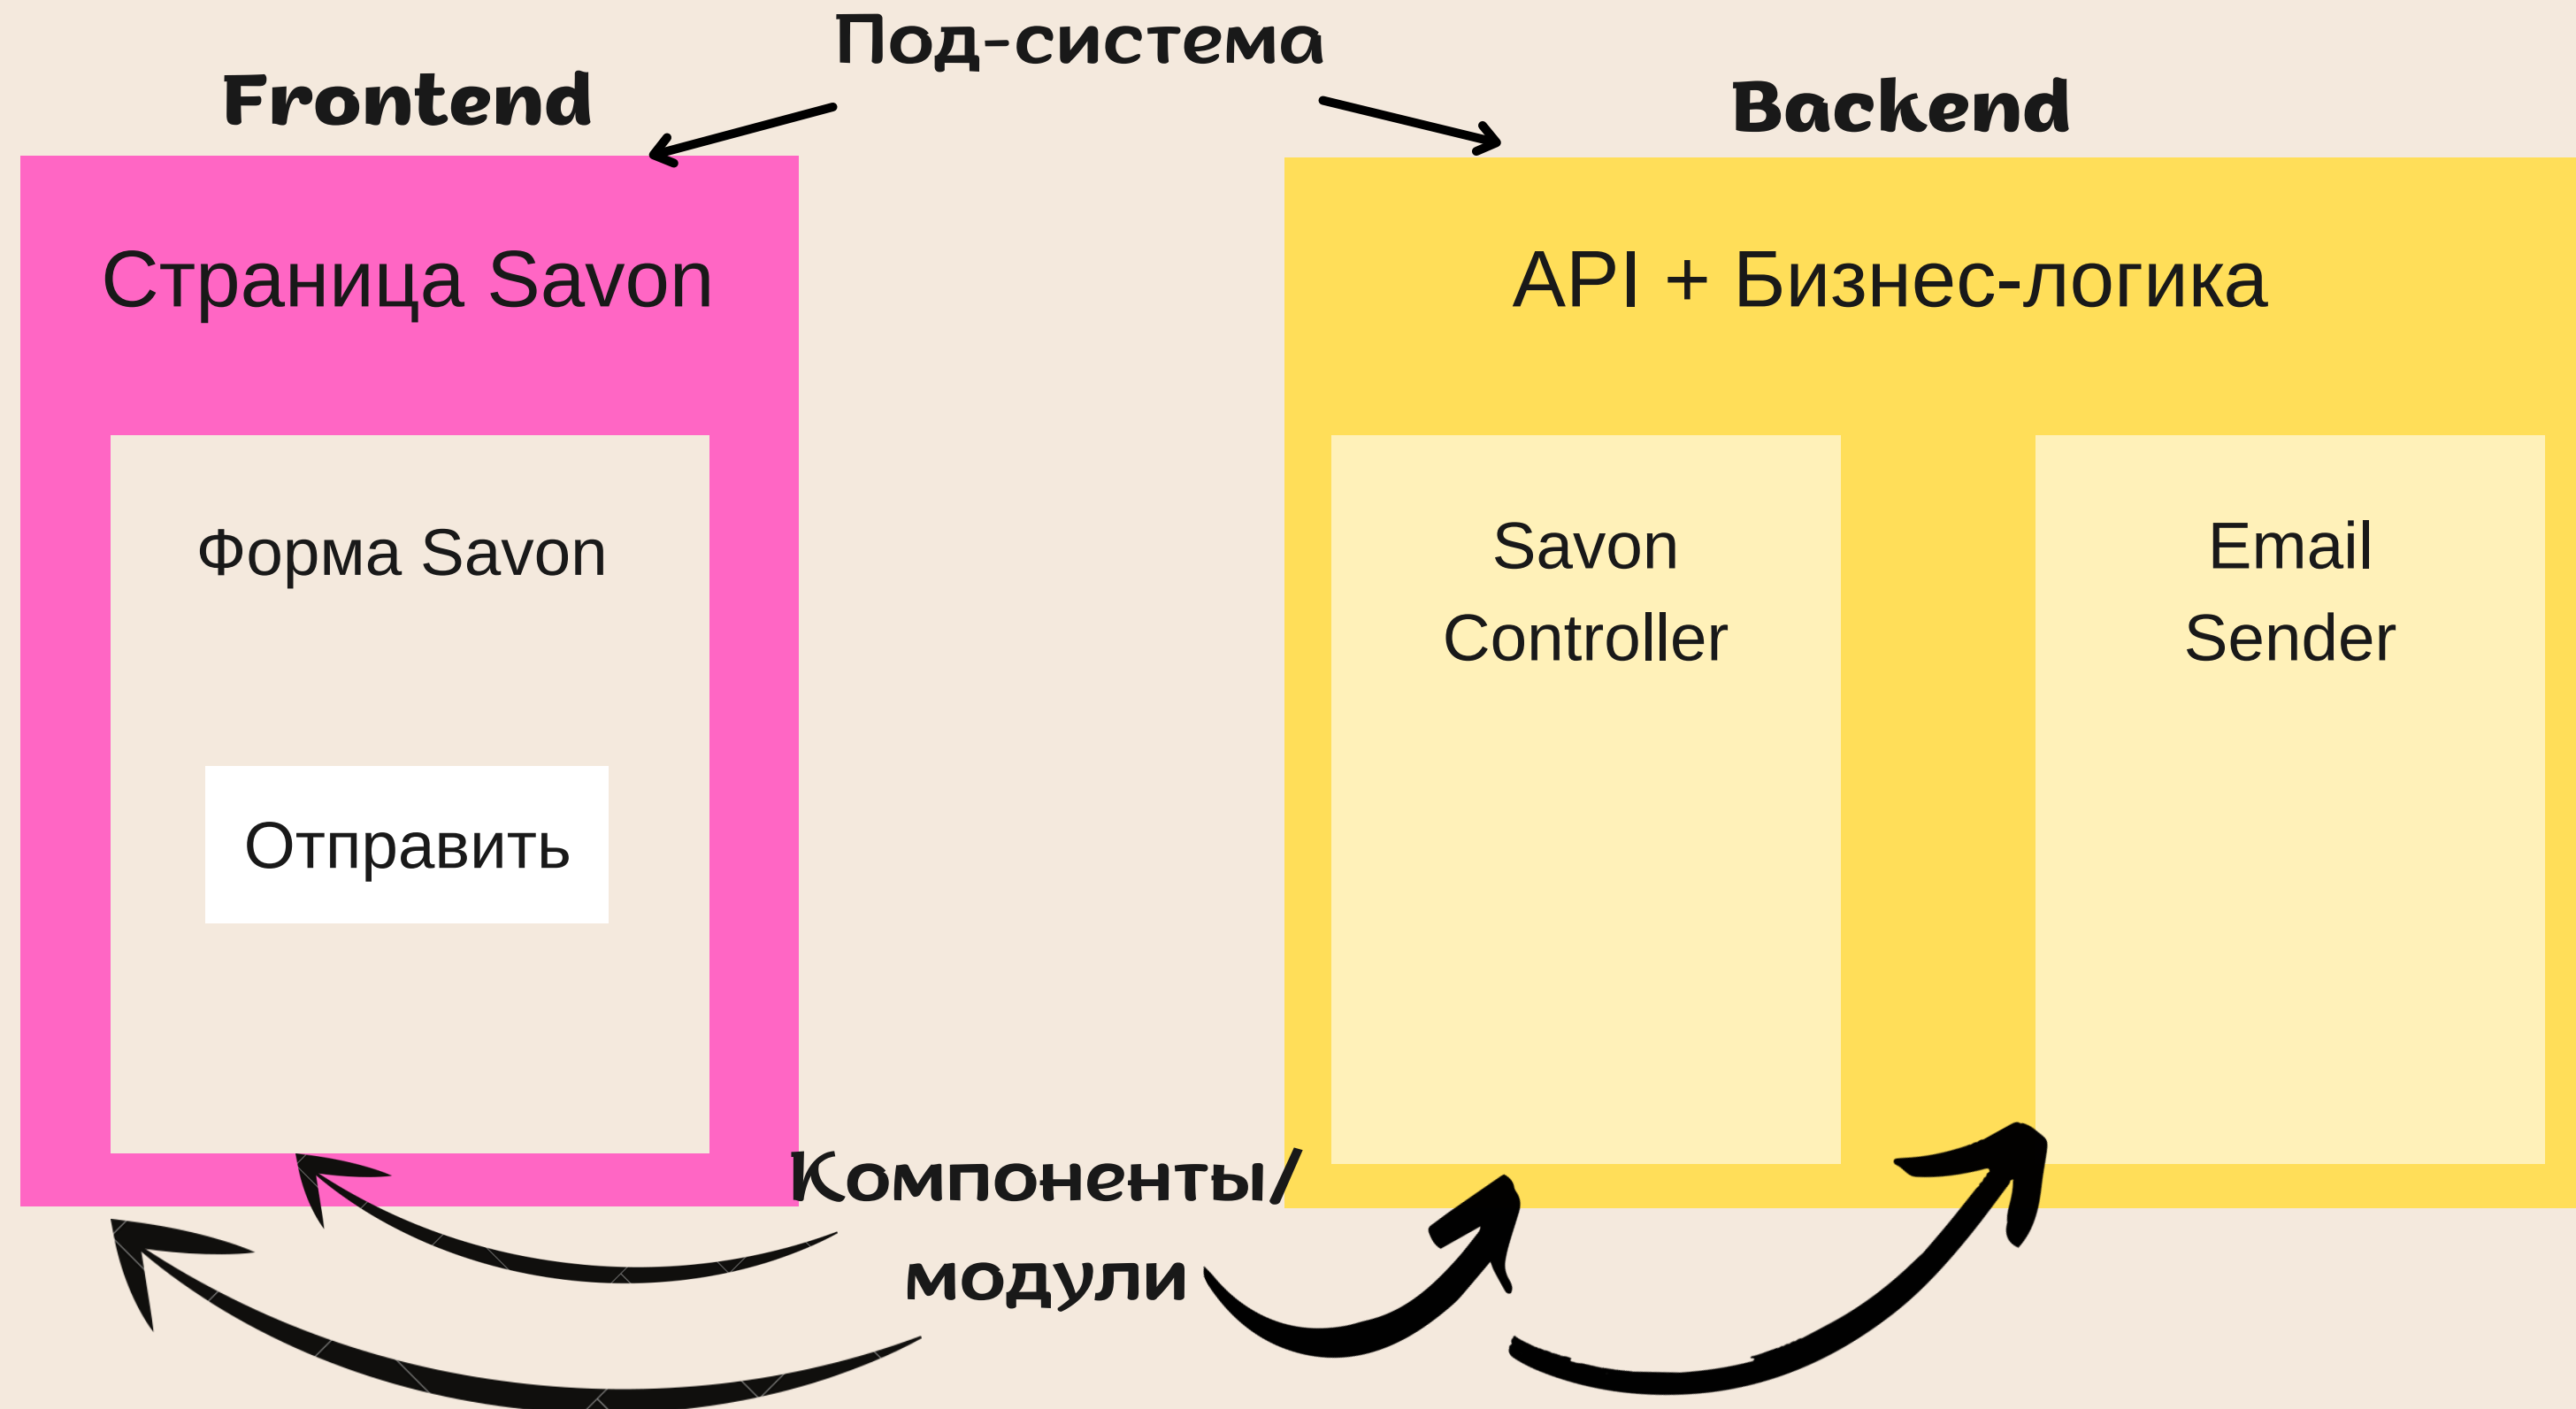 Под-система
Frontend
Backend
Страница Savon
API + Бизнес-логика
Форма Savon
Savon
Controller
Email
Sender
Отправить
Компоненты/
модули